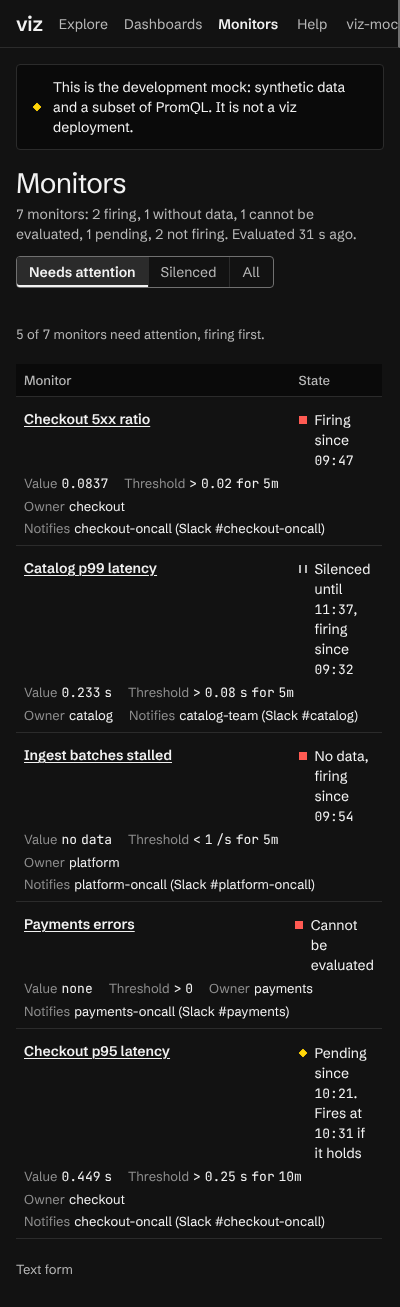 viz Explore Dashboards Monitors Help viz-moc
This is the development mock: synthetic data
and a subset of PromQL. It is not a viz
deployment.
Monitors
7 monitors: 2 firing, 1 without data, 1 cannot be
evaluated, 1 pending, 2 not firing. Evaluated 31 s ago.
Needs attention Silenced All
5 of 7 monitors need attention, firing first.
Monitor State
Checkout 5xx ratio Firing
since
09:47
Value 0.0837 Threshold > 0.02 for 5m
Owner checkout
Notifies checkout-oncall (Slack #checkout-oncall)
Catalog p99 latency Silenced
until
11:37,
firing
since
09:32
Value 0.233 s Threshold > 0.08 s for 5m
Owner catalog Notifies catalog-team (Slack #catalog)
Ingest batches stalled No data,
firing
since
09:54
Value no data Threshold < 1 /s for 5m
Owner platform
Notifies platform-oncall (Slack #platform-oncall)
Payments errors Cannot
be
evaluated
Value none Threshold > 0 Owner payments
Notifies payments-oncall (Slack #payments)
Checkout p95 latency Pending
since
10:21.
Fires at
10:31 if
it holds
Value 0.449 s Threshold > 0.25 s for 10m
Owner checkout
Notifies checkout-oncall (Slack #checkout-oncall)
Text form